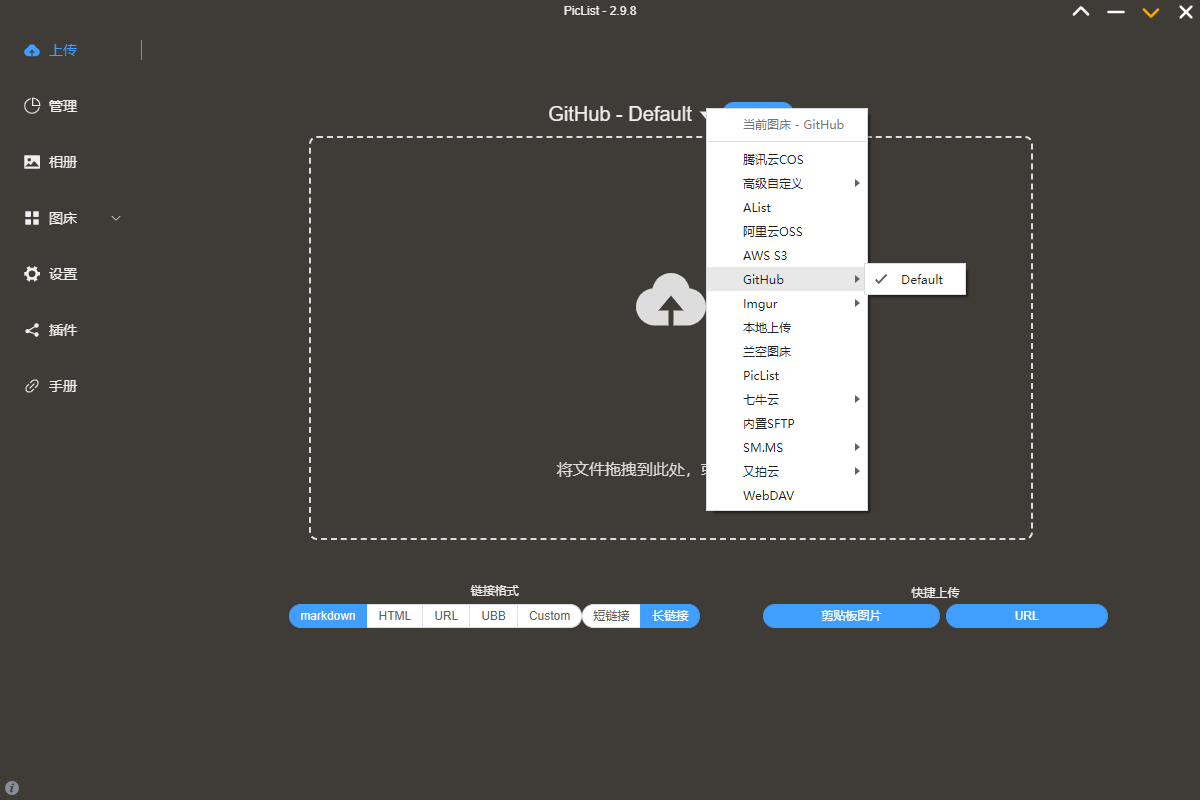 PicList - 2.9.8
上传
管理
相册
图床
设置
插件
手册
GitHub - Default
当前图床 - GitHub
腾讯云COS
高级自定义
AList
阿里云OSS
AWS S3
GitHub
Default
Imgur
本地上传
兰空图床
PicList
七牛云
内置SFTP
SM.MS
又拍云
WebDAV
将文件拖拽到此处，
链接格式
markdown HTML URL UBB Custom 短链接 长链接
快捷上传
剪贴板图片 URL